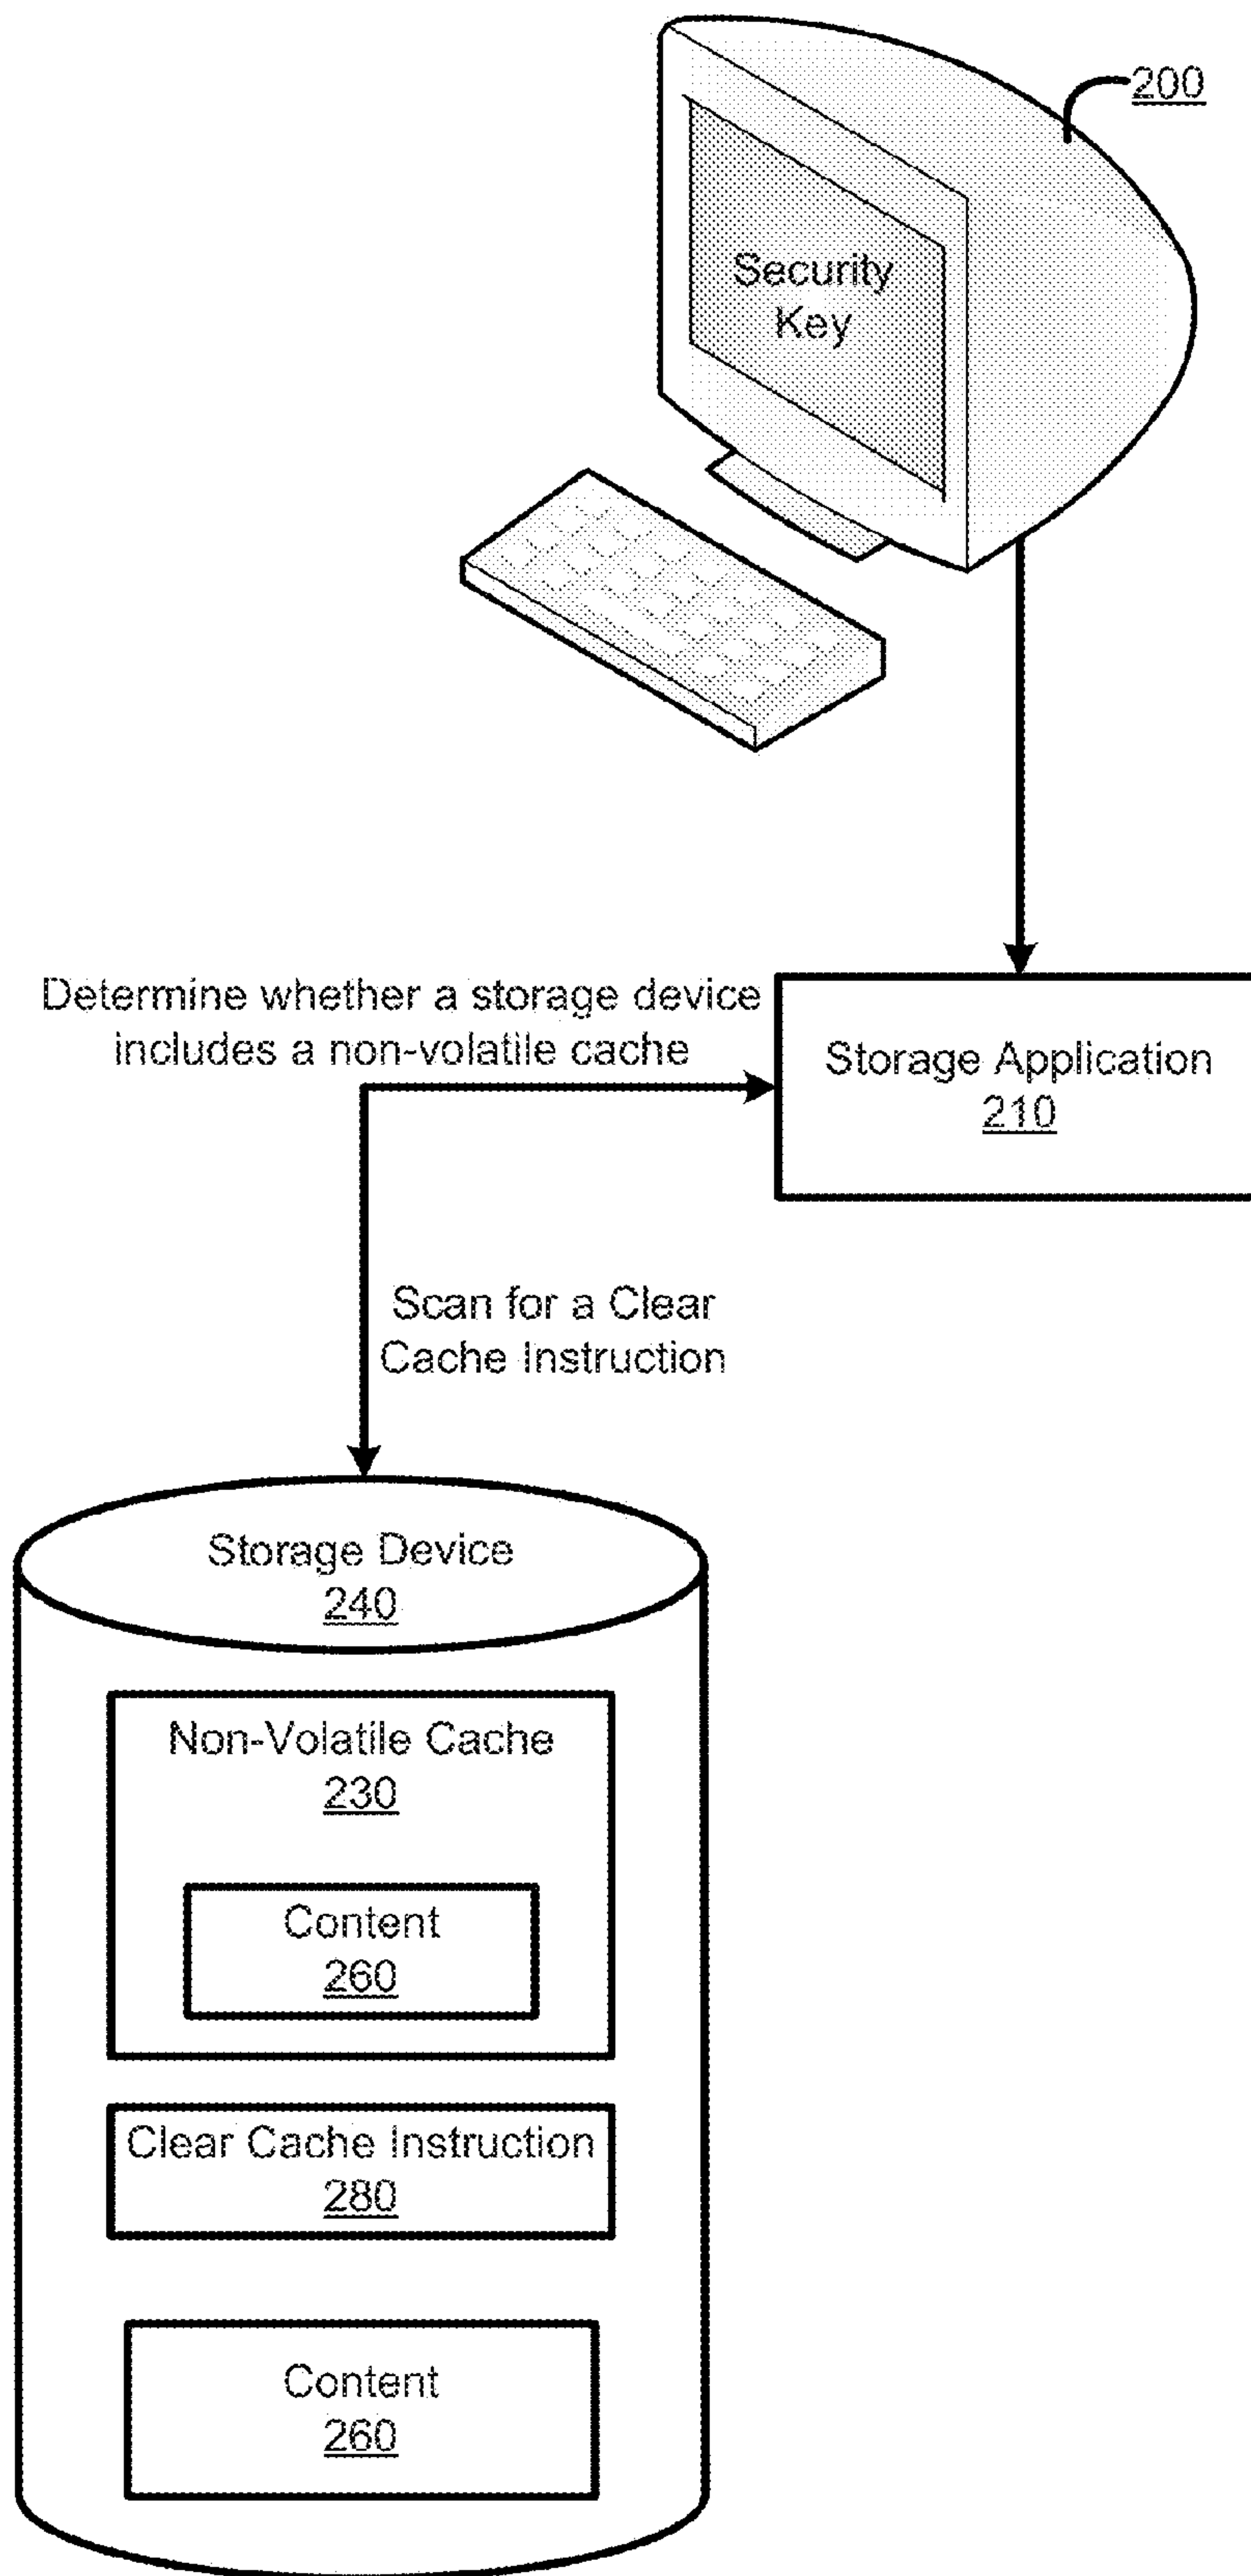 200
Security
Key
Determine whether a storage device
includes a non-volatile cache
Storage Application
210
Scan for a Clear
Cache Instruction
Storage Device
240
Non-Volatile Cache
230
Content
260
Clear Cache Instruction
280
Content
260